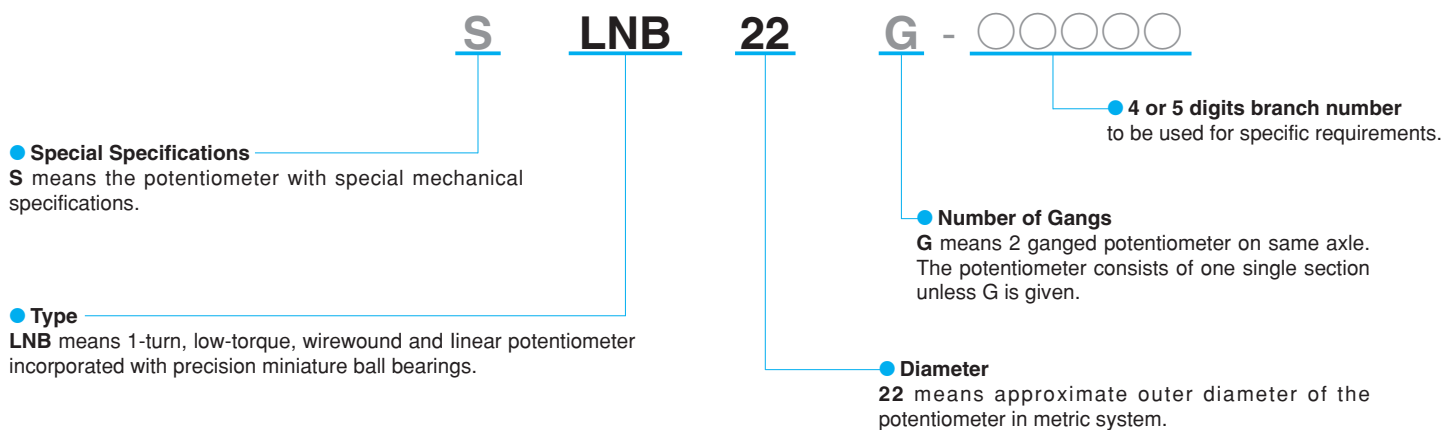 S LNB 22 G - ○○○○○
● 4 or 5 digits branch number
to be used for specific requirements.
● Special Specifications
S means the potentiometer with special mechanical
specifications.
● Number of Gangs
G means 2 ganged potentiometer on same axle.
The potentiometer consists of one single section
unless G is given.
● Type
LNB means 1-turn, low-torque, wirewound and linear potentiometer
incorporated with precision miniature ball bearings.
● Diameter
22 means approximate outer diameter of the
potentiometer in metric system.